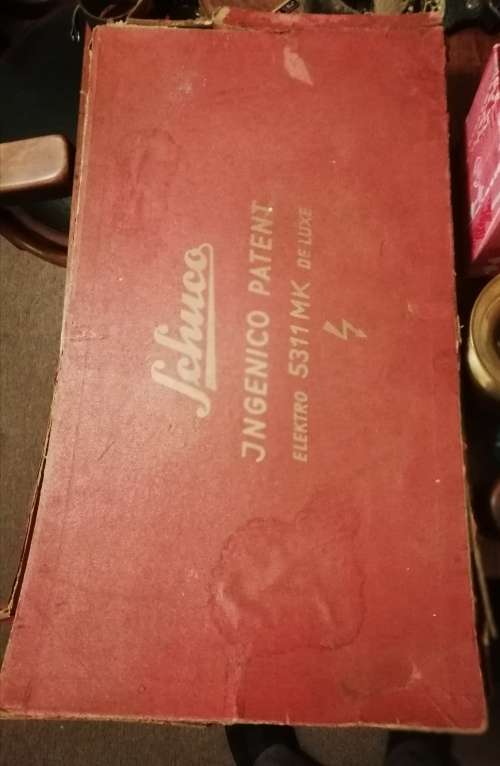 Schuco
JNGENICO PATENT
ELEKTRO 5311 MK DE LUXE